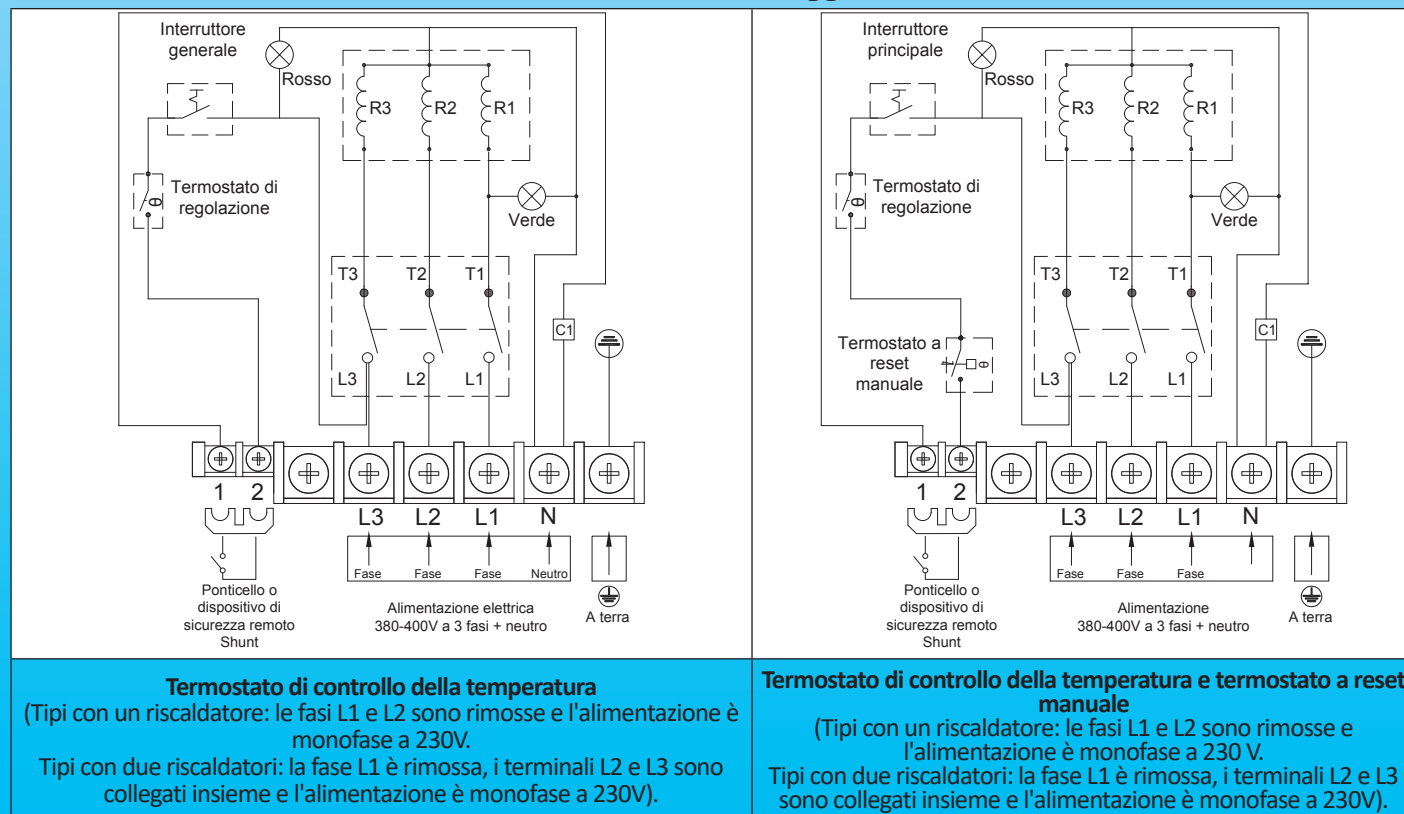 Interruttore
generale
Rosso
R3
R2
R1
Termostato di
regolazione
θ
Verde
T3
T2
T1
C1
L3
L2
L1
1
2
L3
L2
L1
N
Fase
Fase
Fase
Neutro
Ponticello o
dispositivo di
sicurezza remoto
Shunt
Alimentazione elettrica
380-400V a 3 fasi + neutro
A terra
Termostato di controllo della temperatura
(Tipi con un riscaldatore: le fasi L1 e L2 sono rimosse e l'alimentazione è
monofase a 230V.
Tipi con due riscaldatori: la fase L1 è rimossa, i terminali L2 e L3 sono
collegati insieme e l'alimentazione è monofase a 230V).
Interruttore
principale
Rosso
R3
R2
R1
Termostato di
regolazione
θ
Verde
T3
T2
T1
C1
Termostato a
reset
manuale
θ
L3
L2
L1
1
2
L3
L2
L1
N
Fase
Fase
Fase
Ponticello o
dispositivo di
sicurezza remoto
Shunt
Alimentazione
380-400V a 3 fasi + neutro
A terra
Termostato di controllo della temperatura e termostato a reset
manuale
(Tipi con un riscaldatore: le fasi L1 e L2 sono rimosse e
l'alimentazione è monofase a 230 V.
Tipi con due riscaldatori: la fase L1 è rimossa, i terminali L2 e L3
sono collegati insieme e l'alimentazione è monofase a 230V).